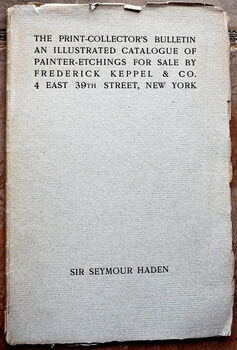 THE PRINT-COLLECTOR'S BULLETIN
AN ILLUSTRATED CATALOGUE OF
PAINTER-ETCHINGS FOR SALE BY
FREDERICK KEPPEL & CO.
4 EAST 39TH STREET, NEW YORK
SIR SEYMOUR HADEN